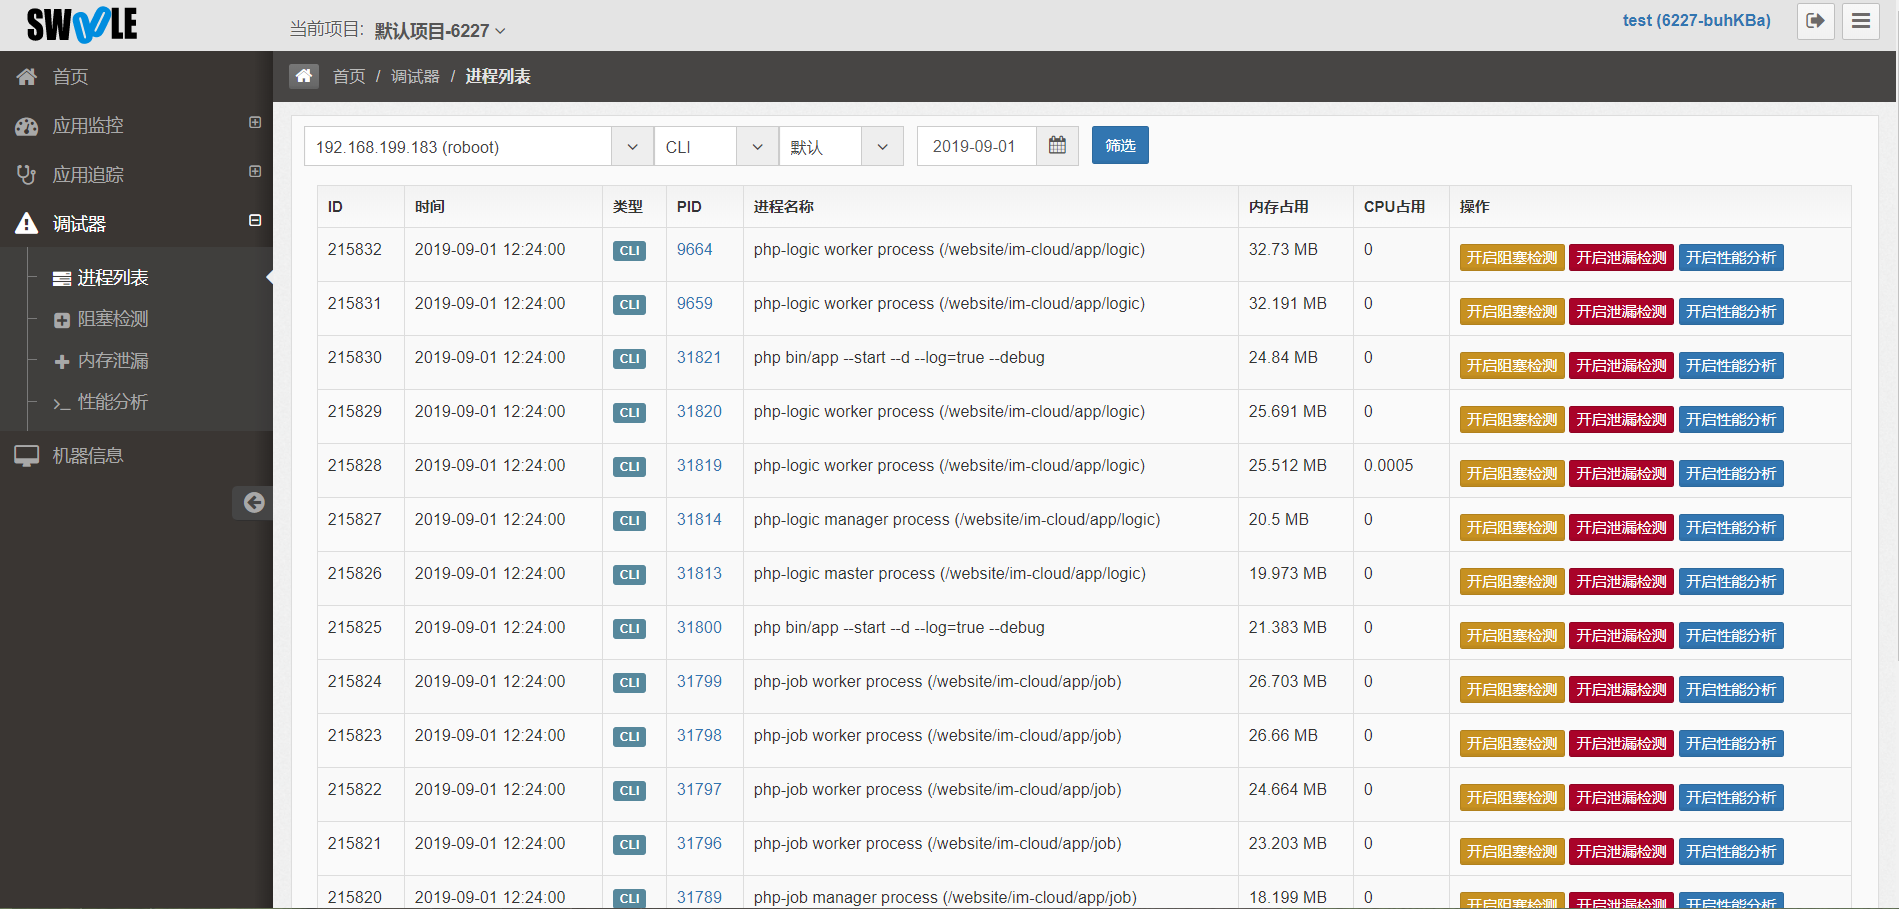 SWOOLE
当前项目: 默认项目-6227
test (6227-buhKBa)
首页
应用监控
应用追踪
调试器
进程列表
阻塞检测
内存泄漏
性能分析
机器信息
首页 / 调试器 / 进程列表
192.168.199.183 (roboot) CLI 默认 2019-09-01 筛选
ID 时间 类型 PID 进程名称 内存占用 CPU占用 操作
215832 2019-09-01 12:24:00 CLI 9664 php-logic worker process (/website/im-cloud/app/logic) 32.73 MB 0 开启阻塞检测 开启泄漏检测 开启性能分析
215831 2019-09-01 12:24:00 CLI 9659 php-logic worker process (/website/im-cloud/app/logic) 32.191 MB 0 开启阻塞检测 开启泄漏检测 开启性能分析
215830 2019-09-01 12:24:00 CLI 31821 php bin/app --start --d --log=true --debug 24.84 MB 0 开启阻塞检测 开启泄漏检测 开启性能分析
215829 2019-09-01 12:24:00 CLI 31820 php-logic worker process (/website/im-cloud/app/logic) 25.691 MB 0 开启阻塞检测 开启泄漏检测 开启性能分析
215828 2019-09-01 12:24:00 CLI 31819 php-logic worker process (/website/im-cloud/app/logic) 25.512 MB 0.0005 开启阻塞检测 开启泄漏检测 开启性能分析
215827 2019-09-01 12:24:00 CLI 31814 php-logic manager process (/website/im-cloud/app/logic) 20.5 MB 0 开启阻塞检测 开启泄漏检测 开启性能分析
215826 2019-09-01 12:24:00 CLI 31813 php-logic master process (/website/im-cloud/app/logic) 19.973 MB 0 开启阻塞检测 开启泄漏检测 开启性能分析
215825 2019-09-01 12:24:00 CLI 31800 php bin/app --start --d --log=true --debug 21.383 MB 0 开启阻塞检测 开启泄漏检测 开启性能分析
215824 2019-09-01 12:24:00 CLI 31799 php-job worker process (/website/im-cloud/app/job) 26.703 MB 0 开启阻塞检测 开启泄漏检测 开启性能分析
215823 2019-09-01 12:24:00 CLI 31798 php-job worker process (/website/im-cloud/app/job) 26.66 MB 0 开启阻塞检测 开启泄漏检测 开启性能分析
215822 2019-09-01 12:24:00 CLI 31797 php-job worker process (/website/im-cloud/app/job) 24.664 MB 0 开启阻塞检测 开启泄漏检测 开启性能分析
215821 2019-09-01 12:24:00 CLI 31796 php-job worker process (/website/im-cloud/app/job) 23.203 MB 0 开启阻塞检测 开启泄漏检测 开启性能分析
215820 2019-09-01 12:24:00 CLI 31789 php-job manager process (/website/im-cloud/app/job) 18.199 MB 0 开启阻塞检测 开启泄漏检测 开启性能分析